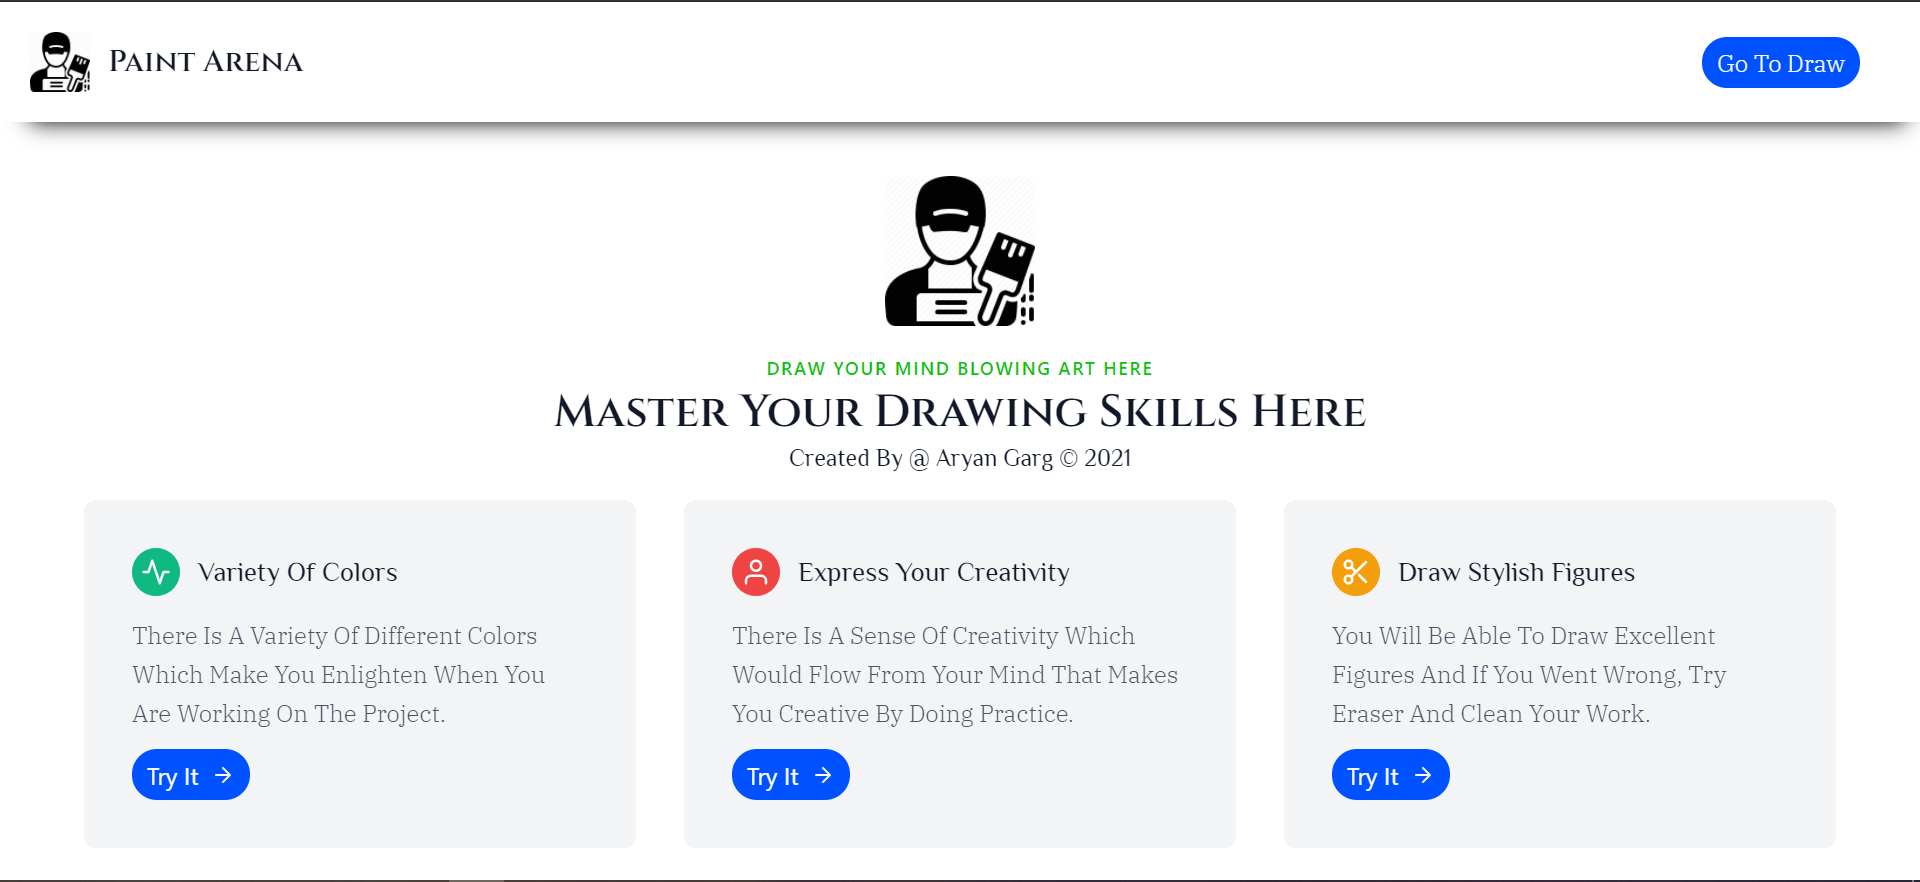 Paint Arena
Go To Draw
DRAW YOUR MIND BLOWING ART HERE
Master Your Drawing Skills Here
Created By @ Aryan Garg © 2021
Variety Of Colors
There Is A Variety Of Different Colors
Which Make You Enlighten When You
Are Working On The Project.
Try It →
Express Your Creativity
There Is A Sense Of Creativity Which
Would Flow From Your Mind That Makes
You Creative By Doing Practice.
Try It →
Draw Stylish Figures
You Will Be Able To Draw Excellent
Figures And If You Went Wrong, Try
Eraser And Clean Your Work.
Try It →